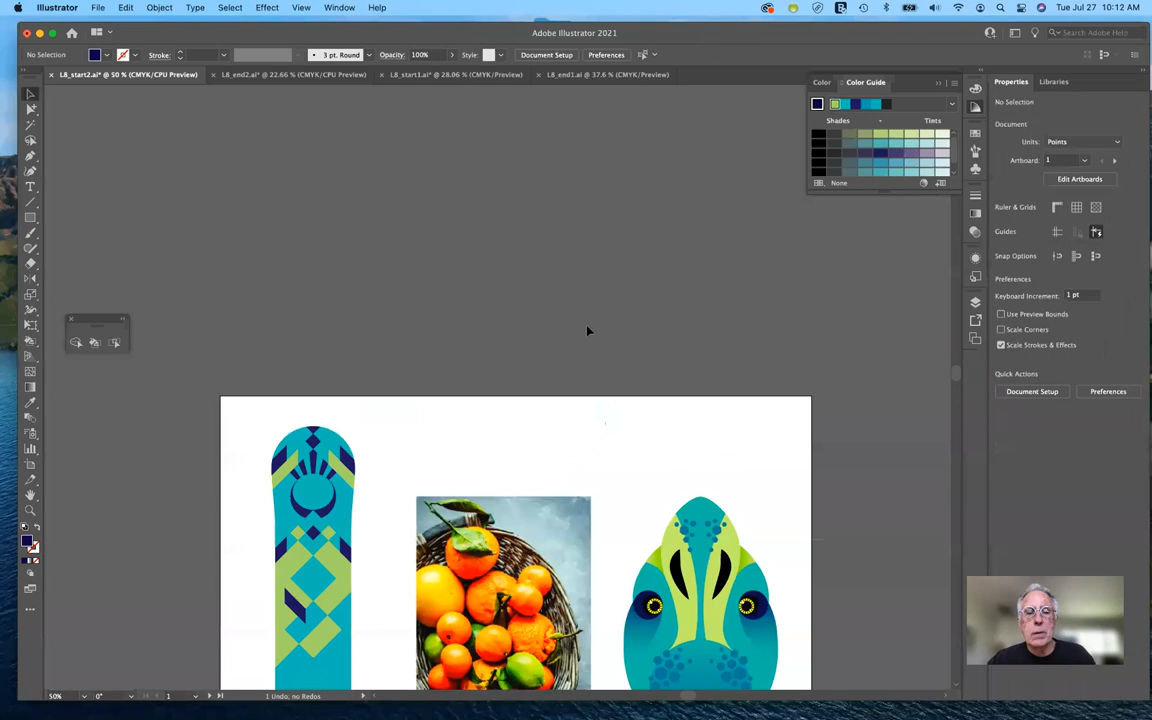 Illustrator File Edit Object Type Select Effect View Window Help Tue Jul 27 10:12 AM
Adobe Illustrator 2021
Search Adobe Help
No Selection Stroke: 3 pt. Round Opacity: 100% Style: Document Setup Preferences
L8_start2.ai* @ 50 % (CMYK/CPU Preview) L8_end2.ai* @ 22.66 % (CMYK/CPU Preview) L8_start1.ai* @ 28.06 % (CMYK/CPU Preview) L8_end1.ai @ 37.6 % (CMYK/Preview)
Color Color Guide
Shades Tints
None
Properties Libraries
No Selection
Document
Units: Points
Artboard: 1
Edit Artboards
Ruler & Grids
Guides
Snap Options
Preferences
Keyboard Increment: 1 pt
Use Preview Bounds
Scale Corners
Scale Strokes & Effects
Quick Actions
Document Setup Preferences
50% 0° 1 1 Undo, no Redos